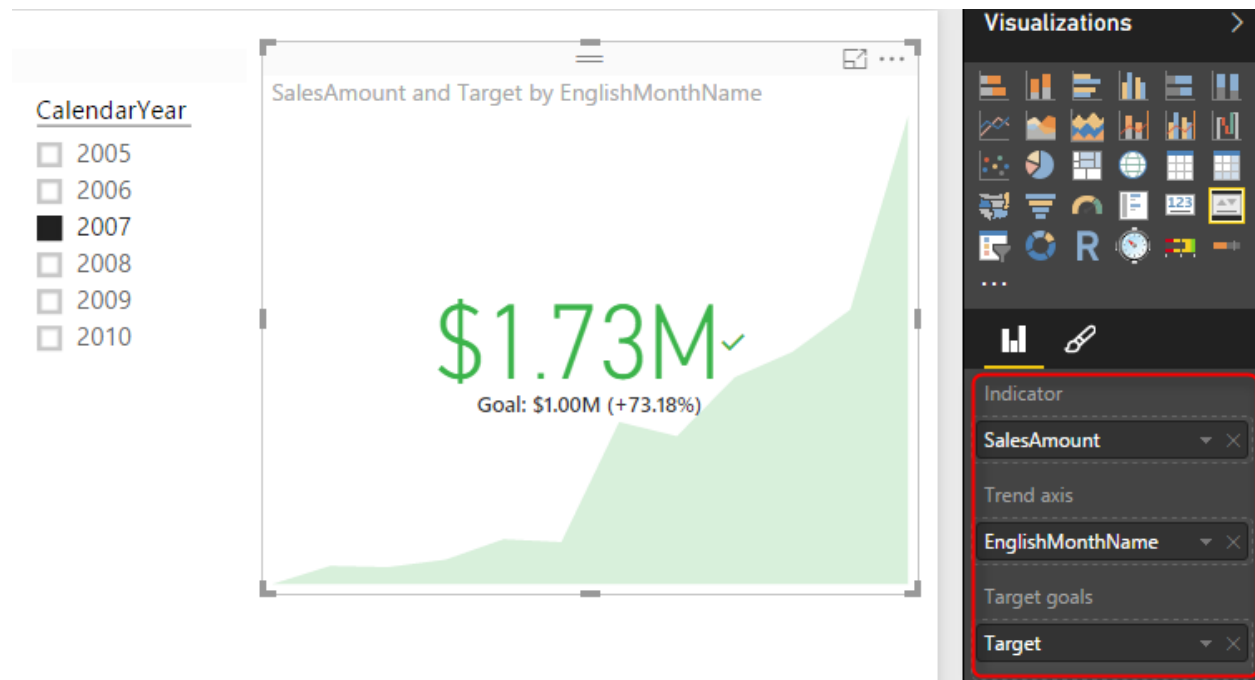 CalendarYear
2005
2006
2007
2008
2009
2010
SalesAmount and Target by EnglishMonthName
$1.73M
Goal: $1.00M (+73.18%)
Visualizations
123
R
Indicator
SalesAmount
Trend axis
EnglishMonthName
Target goals
Target